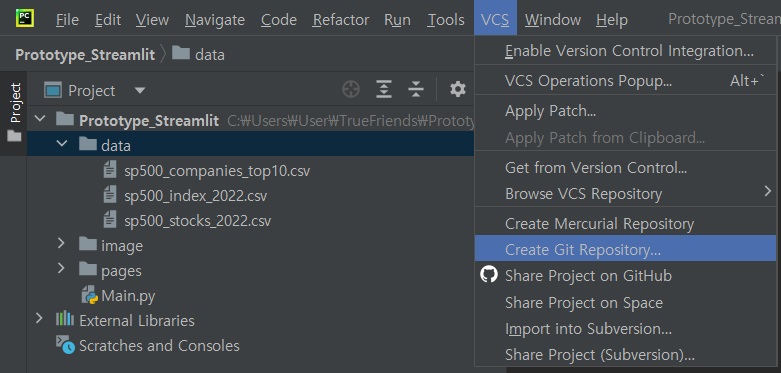 PC File Edit View Navigate Code Refactor Run Tools VCS Window Help Prototype_Stream
Prototype_Streamlit data
Project
Project
Prototype_Streamlit C:₩Users₩User₩TrueFriends₩Prototy
data
sp500_companies_top10.csv
sp500_index_2022.csv
sp500_stocks_2022.csv
image
pages
Main.py
External Libraries
Scratches and Consoles
Enable Version Control Integration...
VCS Operations Popup... Alt+`
Apply Patch...
Apply Patch from Clipboard...
Get from Version Control...
Browse VCS Repository
Create Mercurial Repository
Create Git Repository...
Share Project on GitHub
Share Project on Space
Import into Subversion...
Share Project (Subversion)...